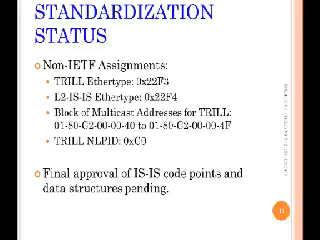 STANDARDIZATION
STATUS
Non-IETF Assignments:
TRILL Ethertype: 0x22F3
L2-IS-IS Ethertype: 0x22F4
Block of Multicast Addresses for TRILL:
01-80-C2-00-00-40 to 01-80-C2-00-00-4F
TRILL NLPID: 0xC0
Final approval of IS-IS code points and
data structures pending.